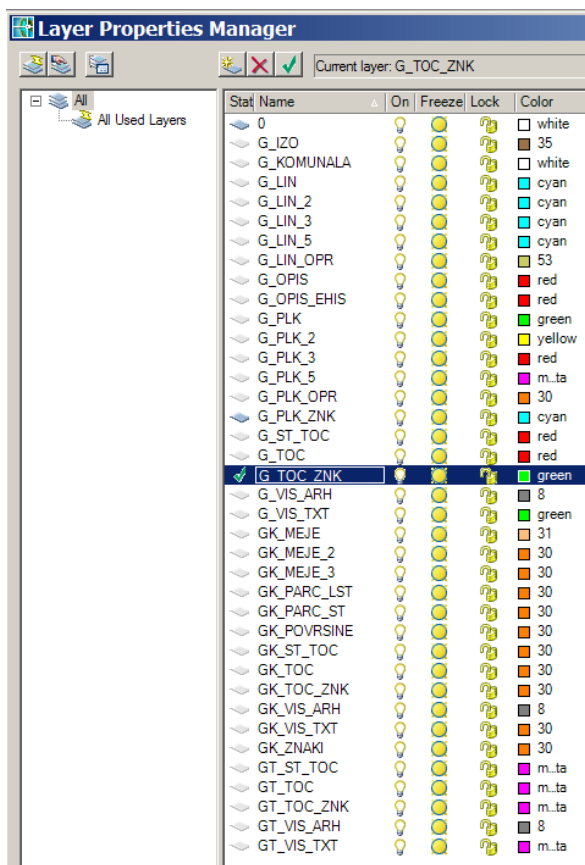 Layer Properties Manager
Current layer: G_TOC_ZNK
All
All Used Layers
Stat Name On Freeze Lock Color
0 white
G_IZO 35
G_KOMUNALA white
G_LIN cyan
G_LIN_2 cyan
G_LIN_3 cyan
G_LIN_5 cyan
G_LIN_OPR 53
G_OPIS red
G_OPIS_EHIS red
G_PLK green
G_PLK_2 yellow
G_PLK_3 red
G_PLK_5 m...ta
G_PLK_OPR 30
G_PLK_ZNK cyan
G_ST_TOC red
G_TOC red
G_TOC_ZNK green
G_VIS_ARH 8
G_VIS_TXT green
GK_MEJE 31
GK_MEJE_2 30
GK_MEJE_3 30
GK_PARC_LST 30
GK_PARC_ST 30
GK_POVRSINE 30
GK_ST_TOC 30
GK_TOC 30
GK_TOC_ZNK 30
GK_VIS_ARH 8
GK_VIS_TXT 30
GK_ZNAKI 30
GT_ST_TOC m...ta
GT_TOC m...ta
GT_TOC_ZNK m...ta
GT_VIS_ARH 8
GT_VIS_TXT m...ta